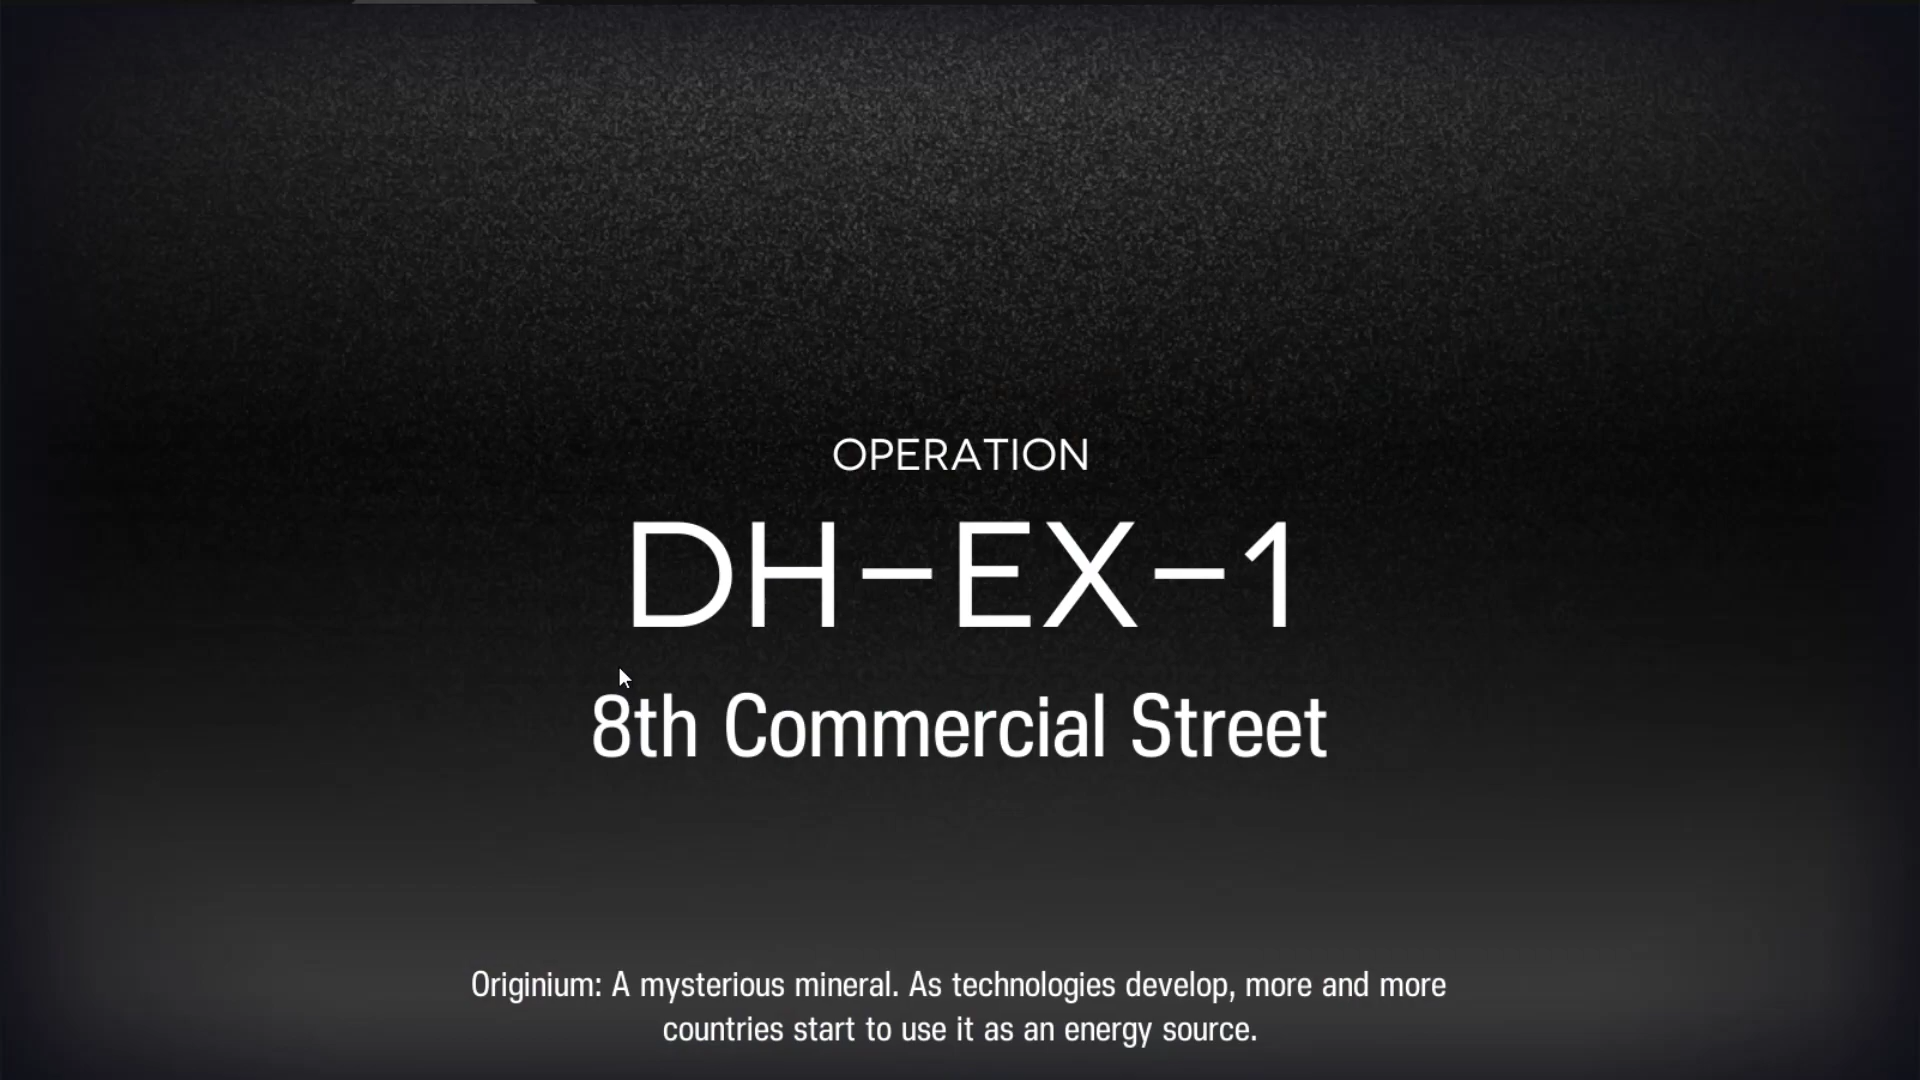 OPERATION
DH-EX-1
8th Commercial Street
Originium: A mysterious mineral. As technologies develop, more and more
countries start to use it as an energy source.